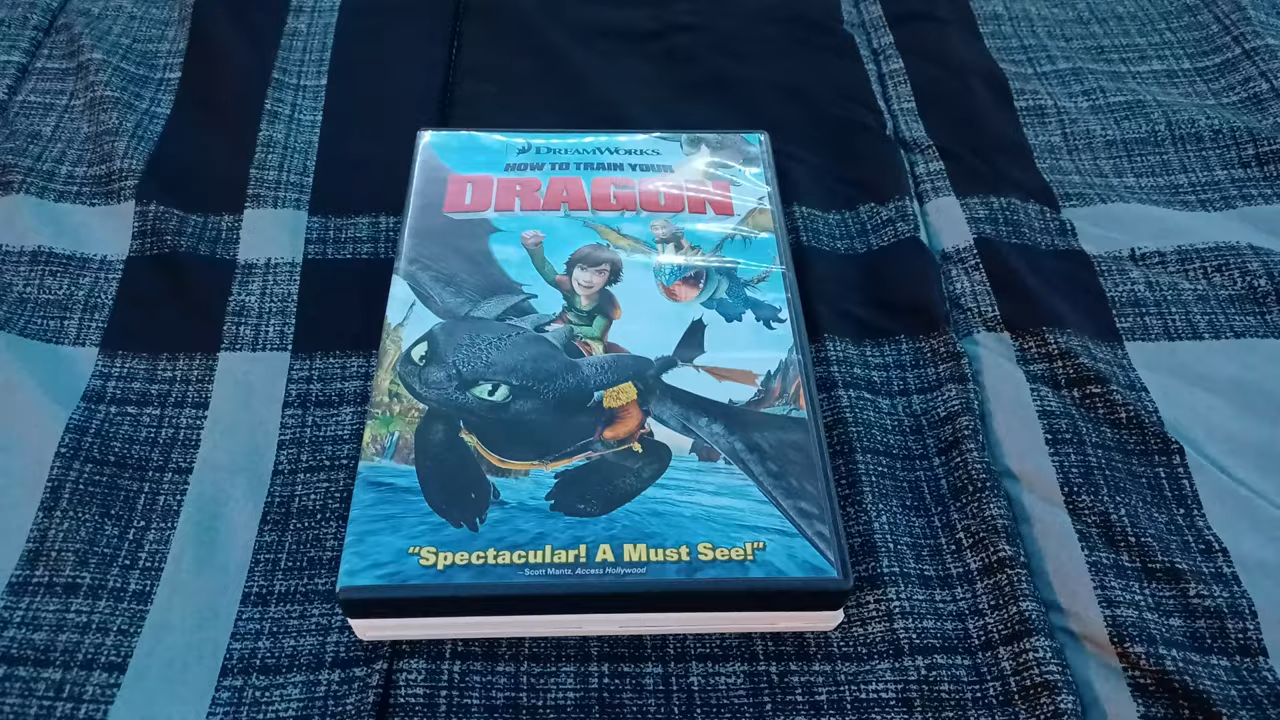 DREAMWORKS
HOW TO TRAIN YOUR
DRAGON
"Spectacular! A Must See!"
—Scott Mantz, Access Hollywood